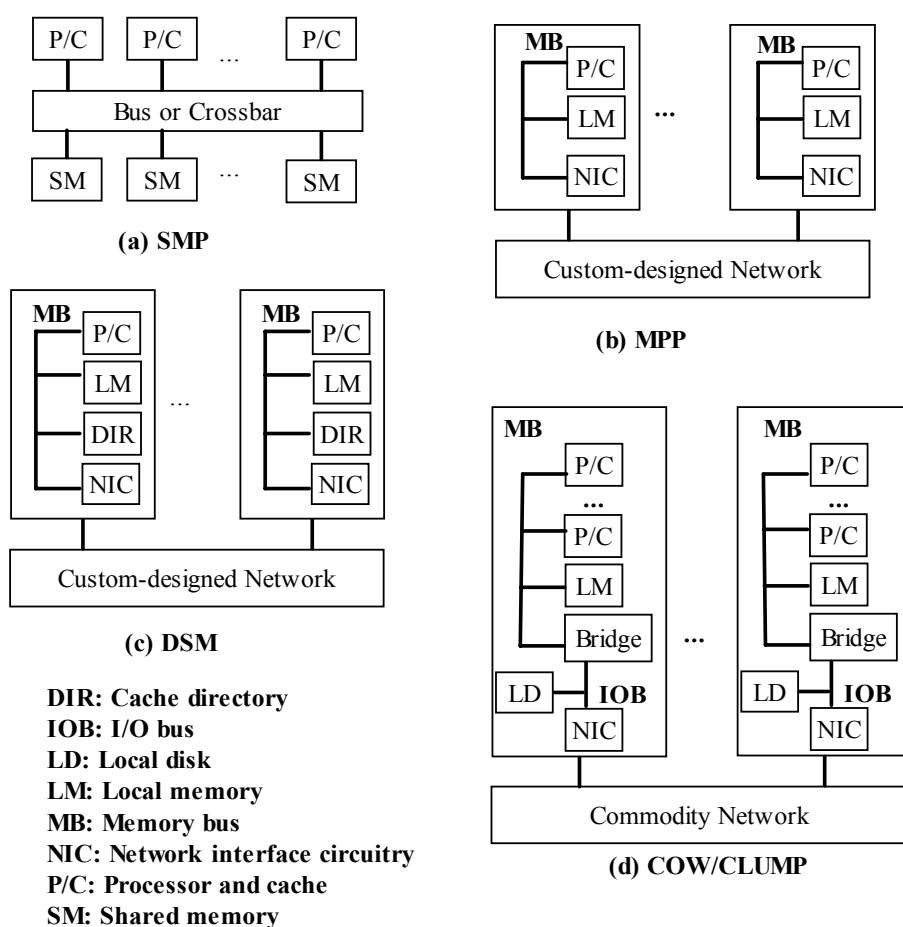 P/C P/C ... P/C
Bus or Crossbar
SM SM ... SM
(a) SMP
MB MB
P/C P/C
LM ... LM
NIC NIC
Custom-designed Network
(b) MPP
MB MB
P/C P/C
LM ... LM
DIR DIR
NIC NIC
Custom-designed Network
(c) DSM
MB MB
P/C P/C
... ...
P/C P/C
LM LM
Bridge ... Bridge
LD IOB LD IOB
NIC NIC
Commodity Network
(d) COW/CLUMP
DIR: Cache directory
IOB: I/O bus
LD: Local disk
LM: Local memory
MB: Memory bus
NIC: Network interface circuitry
P/C: Processor and cache
SM: Shared memory